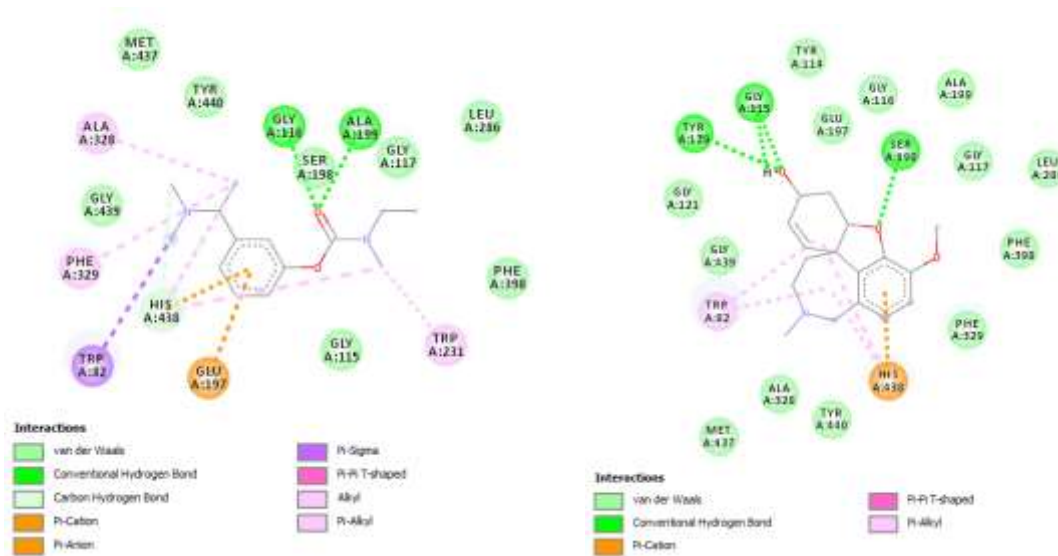 MET
A:437
TYR
A:440
ALA
A:328
GLY
A:116
ALA
A:199
LEU
A:286
SER
A:198
GLY
A:117
GLY
A:439
PHE
A:329
HIS
A:438
PHE
A:398
TRP
A:82
GLU
A:197
GLY
A:115
TRP
A:231
Interactions
van der Waals
Conventional Hydrogen Bond
Carbon Hydrogen Bond
Pi-Cation
Pi-Anion
Pi-Sigma
Pi-Pi T-shaped
Alkyl
Pi-Alkyl
TYR
A:114
GLY
A:115
GLY
A:116
ALA
A:199
TYR
GLU
A:197
SER
A:198
GLY
A:117
LEU
GLY
A:121
GLY
A:439
PHE
A:398
TRP
A:82
PHE
A:329
HIS
A:438
ALA
A:328
TYR
A:440
MET
A:437
Interactions
van der Waals
Conventional Hydrogen Bond
Pi-Cation
Pi-Pi T-shaped
Pi-Alkyl